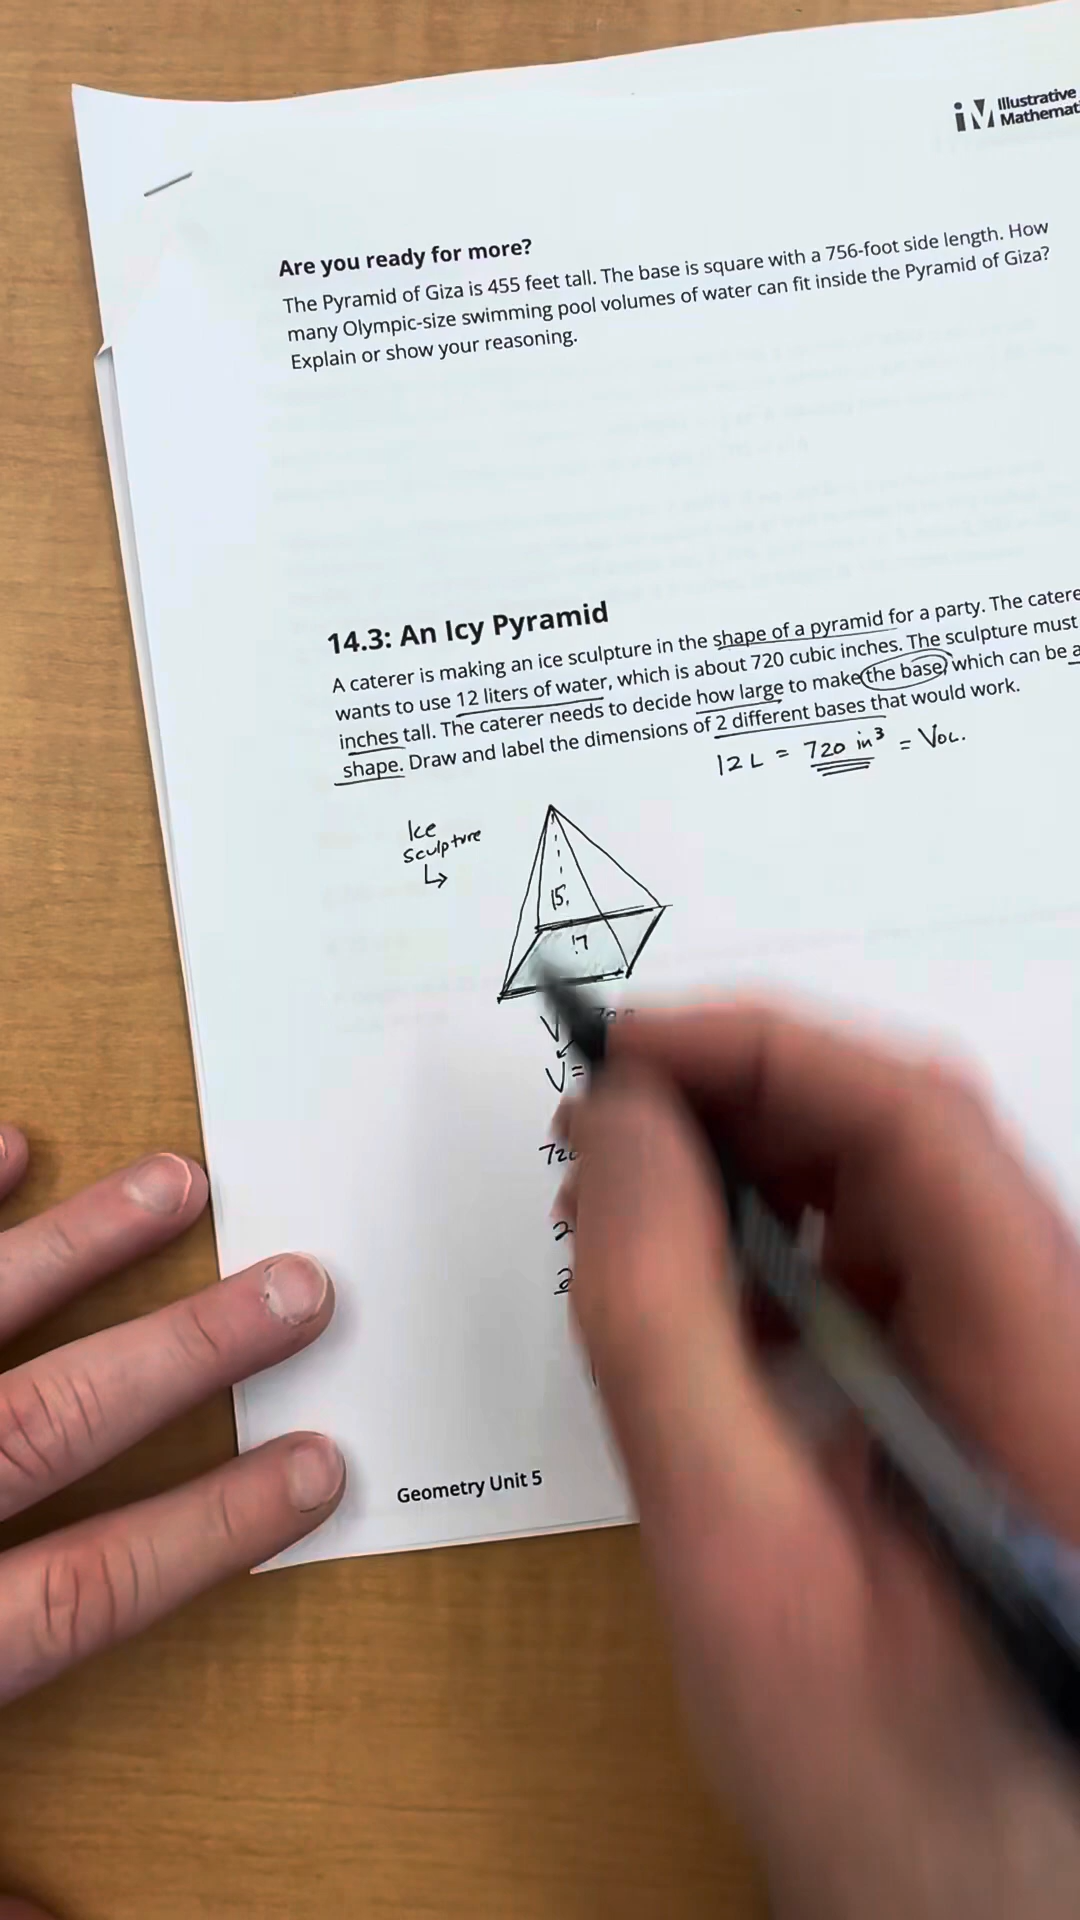 Illustrative
Mathemat
Are you ready for more?
The Pyramid of Giza is 455 feet tall. The base is square with a 756-foot side length. How
many Olympic-size swimming pool volumes of water can fit inside the Pyramid of Giza?
Explain or show your reasoning.
14.3: An Icy Pyramid
A caterer is making an ice sculpture in the shape of a pyramid for a party. The catere
wants to use 12 liters of water, which is about 720 cubic inches. The sculpture must
inches tall. The caterer needs to decide how large to make the base, which can be a
shape. Draw and label the dimensions of 2 different bases that would work.
12 L = 720 in³ = VOL.
Ice
Sculpture
↳
15
V
V =
720
2
2
Geometry Unit 5